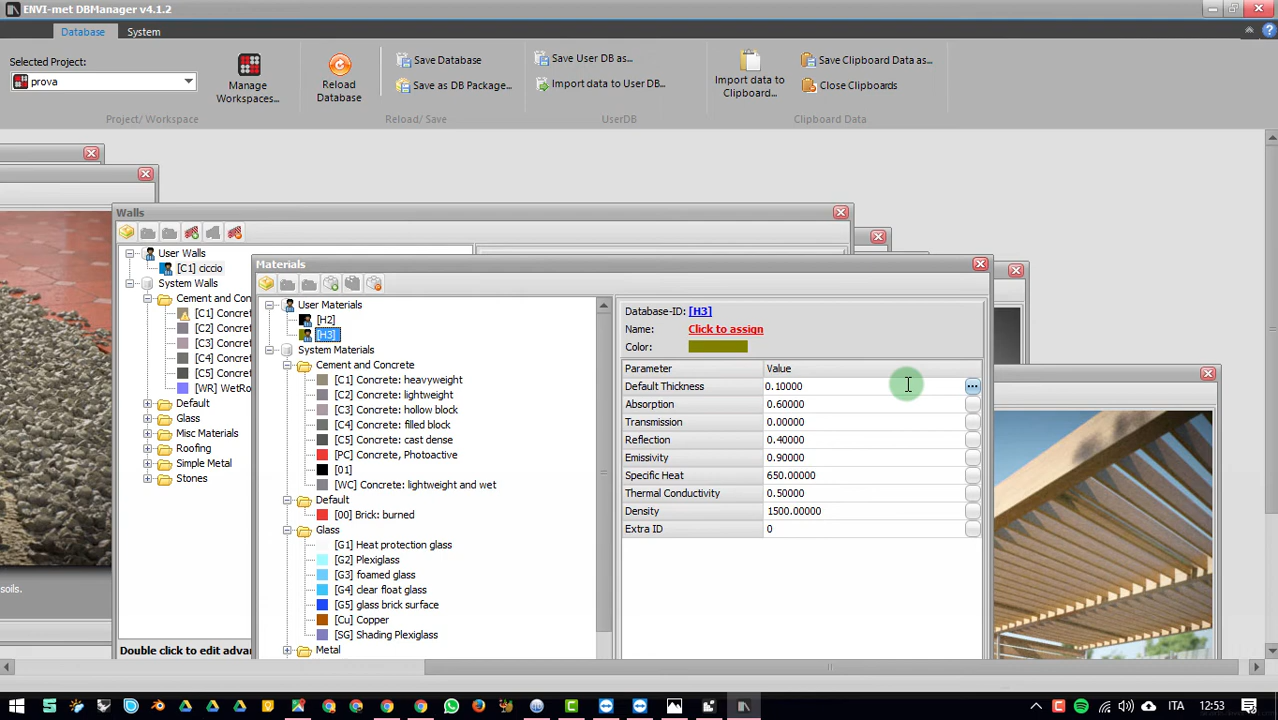 ENVI-met DBManager v4.1.2
Database System
Selected Project:
prova
Manage Workspaces...
Reload Database
Save Database
Save as DB Package...
Save User DB as...
Import data to User DB...
Import data to Clipboard...
Save Clipboard Data as...
Close Clipboards
Project/ Workspace
Reload/ Save
UserDB
Clipboard Data
Walls
User Walls
[C1] ciccio
System Walls
Cement and Con
[C1] Concret
[C2] Concret
[C3] Concret
[C4] Concret
[C5] Concret
[WR] WetRo
Default
Glass
Misc Materials
Roofing
Simple Metal
Stones
Double click to edit adva
soils.
Materials
User Materials
[H2]
[H3]
System Materials
Cement and Concrete
[C1] Concrete: heavyweight
[C2] Concrete: lightweight
[C3] Concrete: hollow block
[C4] Concrete: filled block
[C5] Concrete: cast dense
[PC] Concrete, Photoactive
[01]
[WC] Concrete: lightweight and wet
Default
[00] Brick: burned
Glass
[G1] Heat protection glass
[G2] Plexiglass
[G3] foamed glass
[G4] clear float glass
[G5] glass brick surface
[Cu] Copper
[SG] Shading Plexiglass
Metal
Database-ID: [H3]
Name: Click to assign
Color:
Parameter Value
Default Thickness 0.10000
Absorption 0.60000
Transmission 0.00000
Reflection 0.40000
Emissivity 0.90000
Specific Heat 650.00000
Thermal Conductivity 0.50000
Density 1500.00000
Extra ID 0
ITA 12:53